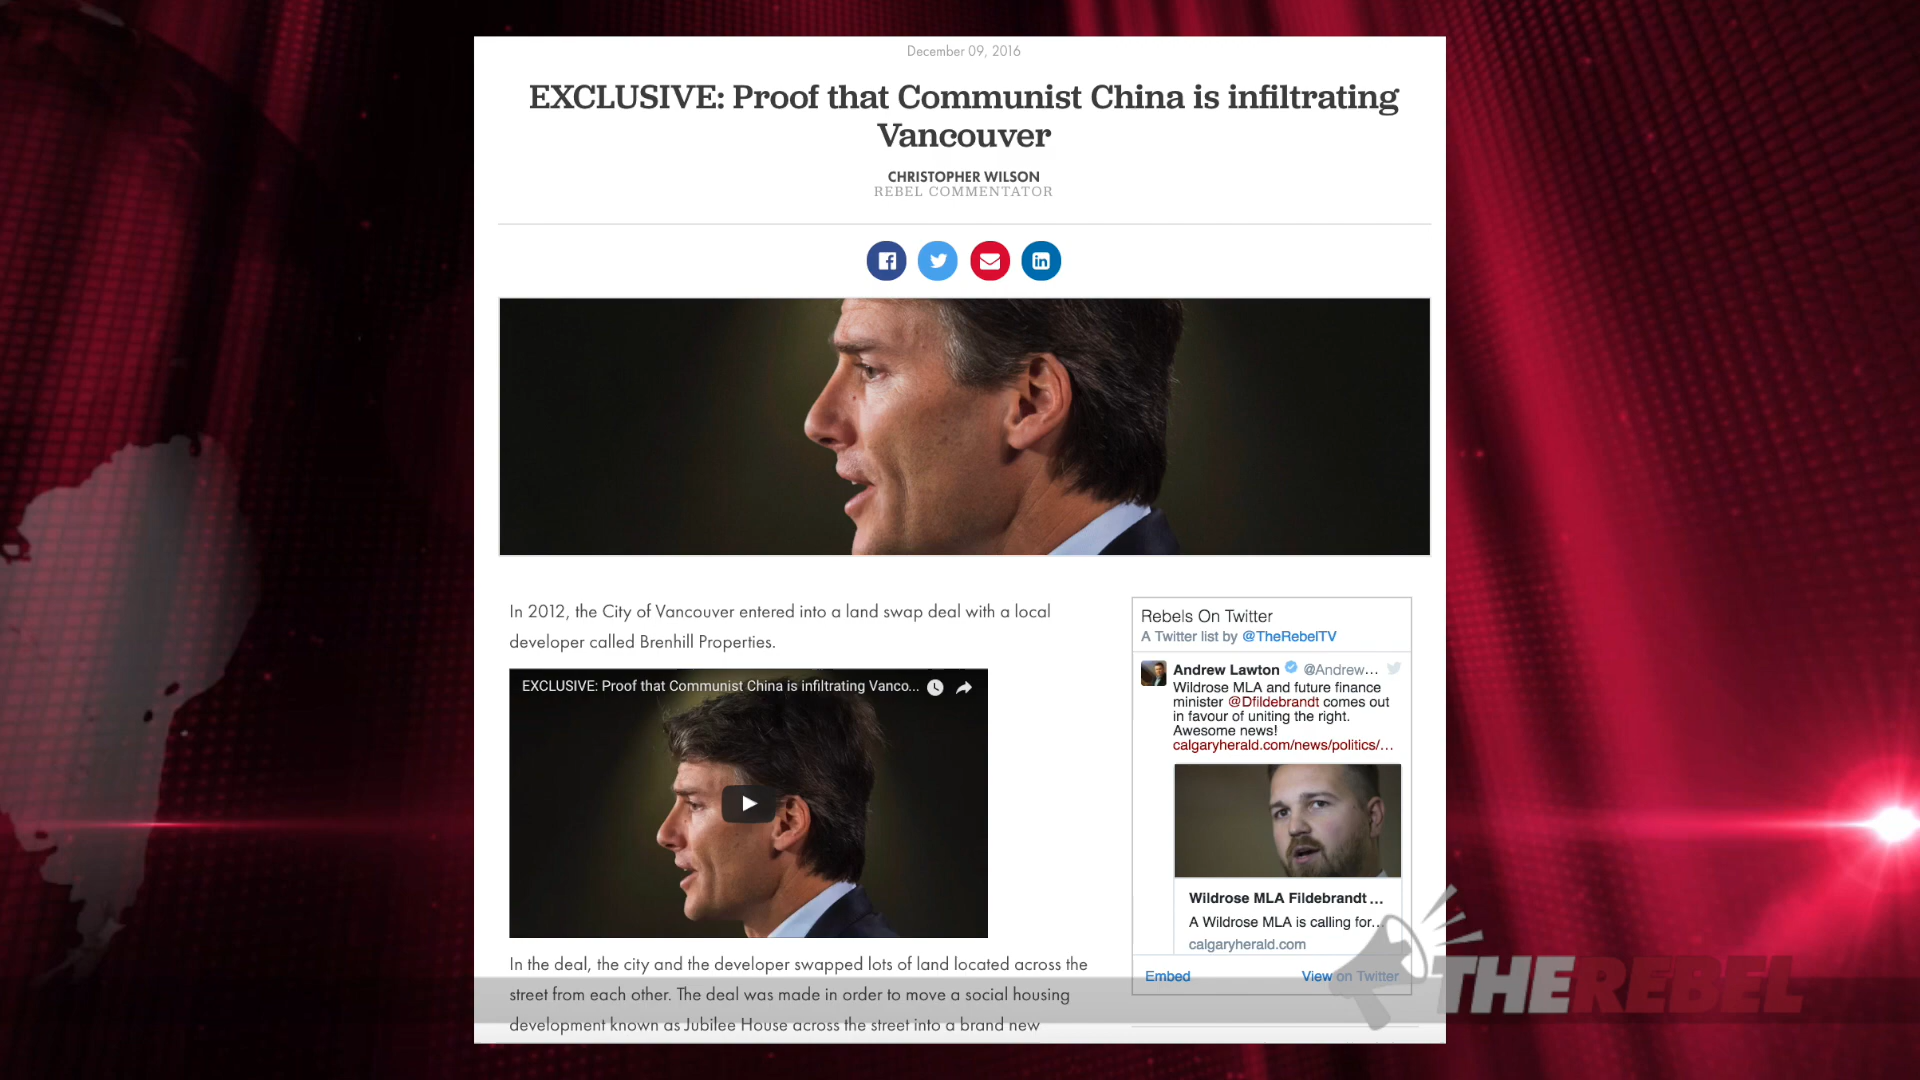 December 09, 2016
EXCLUSIVE: Proof that Communist China is infiltrating
Vancouver
CHRISTOPHER WILSON
REBEL COMMENTATOR
In 2012, the City of Vancouver entered into a land swap deal with a local
developer called Brenhill Properties.
EXCLUSIVE: Proof that Communist China is infiltrating Vanco...
In the deal, the city and the developer swapped lots of land located across the
street from each other. The deal was made in order to move a social housing
development known as Jubilee House across the street into a brand new
Rebels On Twitter
A Twitter list by @TheRebelTV
Andrew Lawton @Andrew...
Wildrose MLA and future finance
minister @Dfildebrandt comes out
in favour of uniting the right.
Awesome news!
calgaryherald.com/news/politics/...
Wildrose MLA Fildebrandt ...
A Wildrose MLA is calling for...
calgaryherald.com
Embed View on Twitter
THEREBEL